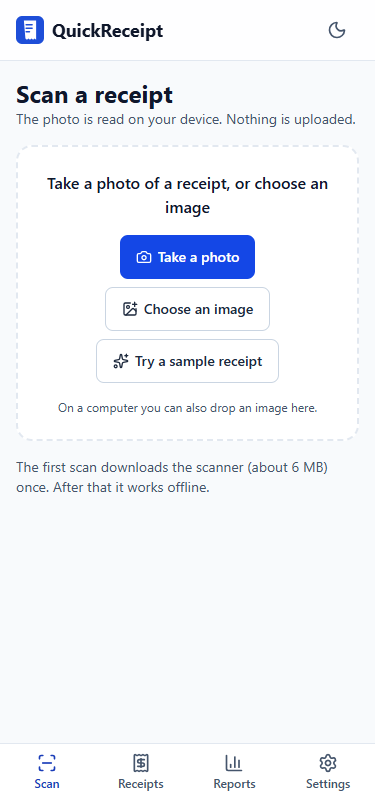 QuickReceipt
Scan a receipt
The photo is read on your device. Nothing is uploaded.
Take a photo of a receipt, or choose an
image
Take a photo
Choose an image
Try a sample receipt
On a computer you can also drop an image here.
The first scan downloads the scanner (about 6 MB)
once. After that it works offline.
Scan
Receipts
Reports
Settings